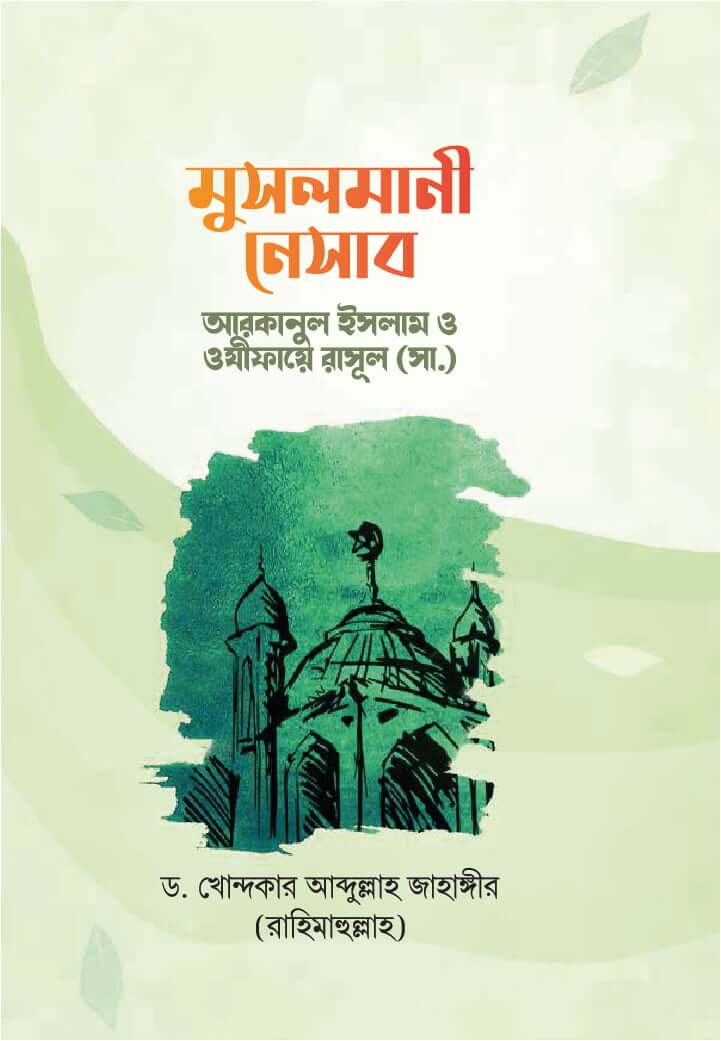 মুসলমানী
নেসাব
আরকানুল ইসলাম ও
ওযীফায়ে রাসূল (সা.)
ড. খোন্দকার আব্দুল্লাহ জাহাঙ্গীর
(রাহিমাহুল্লাহ)